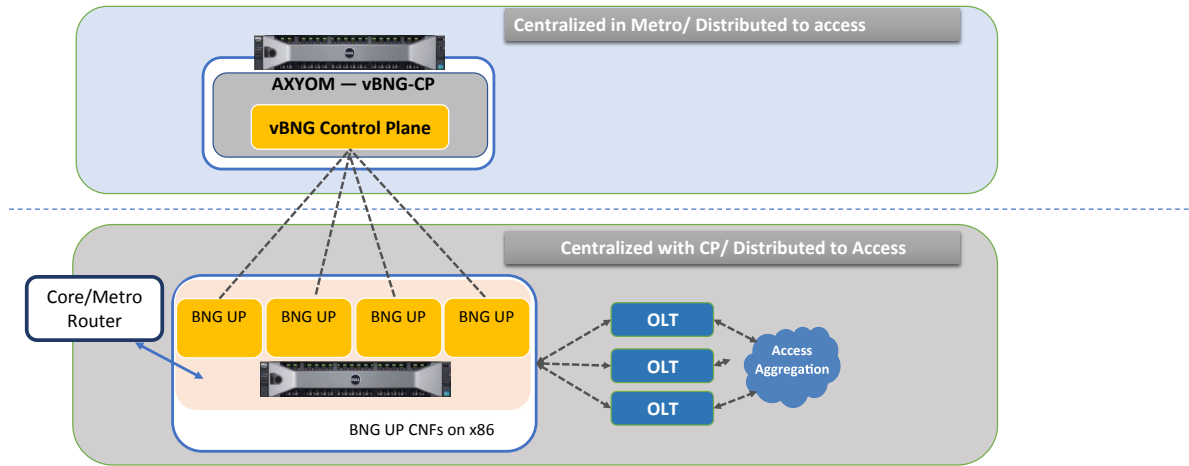 Centralized in Metro/ Distributed to access
AXYOM — vBNG-CP
vBNG Control Plane
Centralized with CP/ Distributed to Access
Core/Metro
Router
BNG UP
BNG UP
BNG UP
BNG UP
OLT
OLT
OLT
Access
Aggregation
BNG UP CNFs on x86